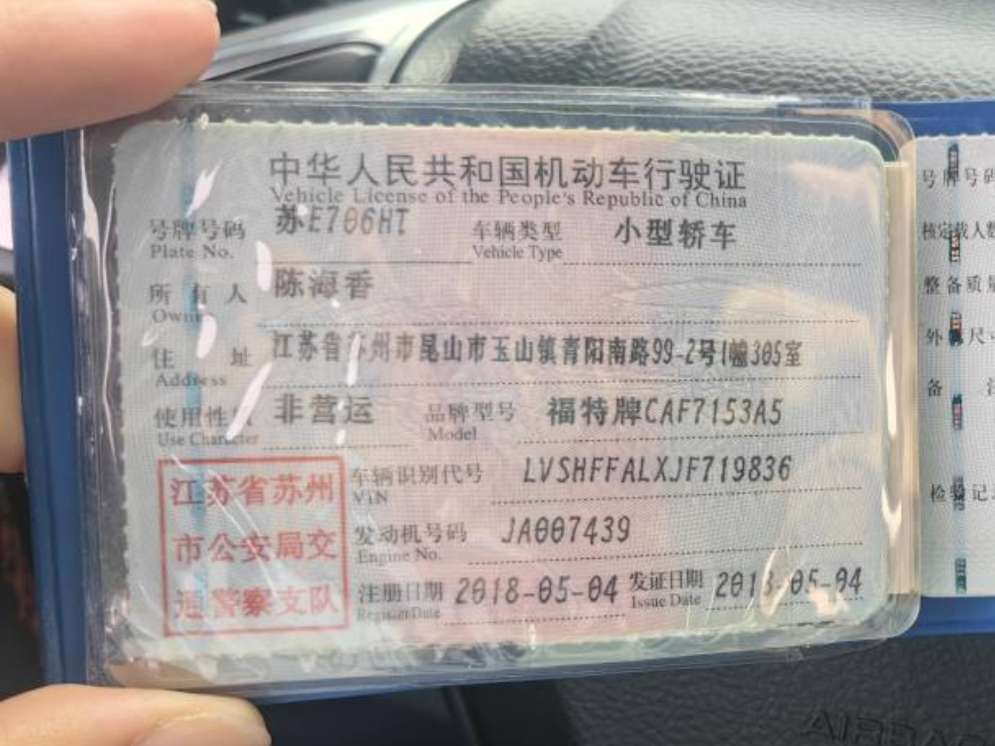 中华人民共和国机动车行驶证
Vehicle License of the People's Republic of China
号牌号码 苏E706HT 车辆类型 小型轿车
Plate No. Vehicle Type
所有人 陈海香
Owner
住址 江苏省苏州市昆山市玉山镇青阳南路99-2号1幢305室
Address
使用性 非营运 品牌型号 福特牌CAF7153A5
Use Character Model
江苏省苏州
市公安局交
通警察支队
车辆识别代号 LVSHFFALXJF719836
VIN
发动机号码 JA007439
Engine No.
注册日期 2018-05-04 发证日期 2018-05-04
Register Date Issue Date
号牌号码
核定载人数
整备质量
外 尺寸
备
检验记
AIRBAG